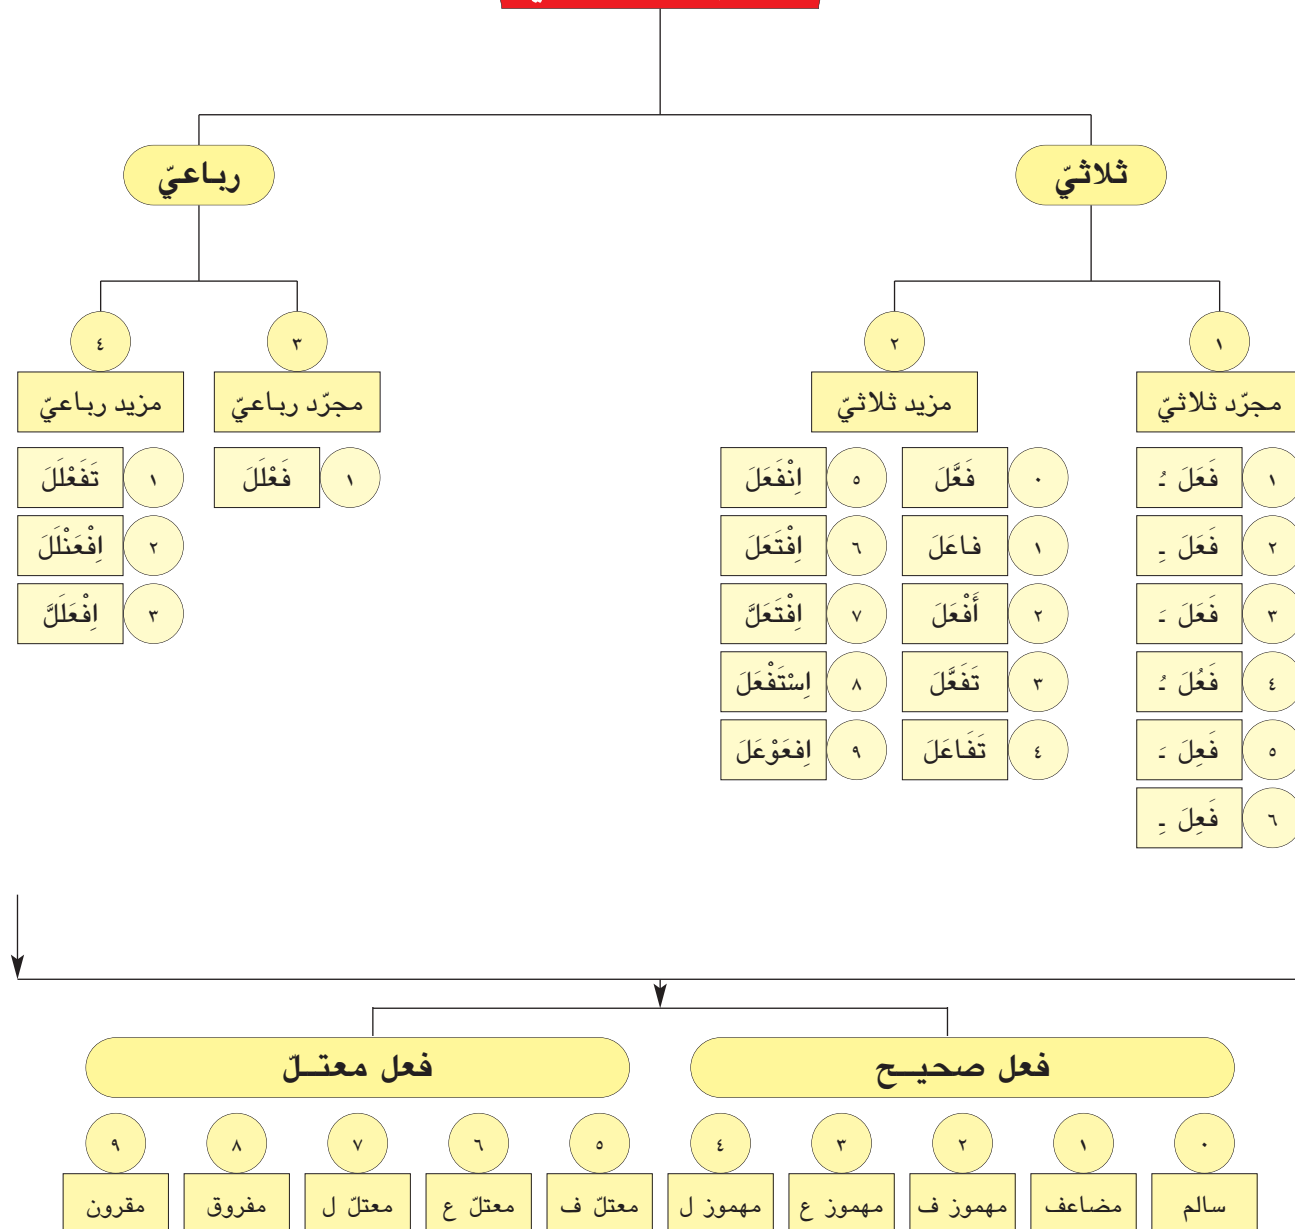 ثلاثيّ رباعيّ
١ ٢ ٣ ٤
مجرّد ثلاثيّ مزيد ثلاثيّ مجرّد رباعيّ مزيد رباعيّ
١ فَعَلَ ـُ ٠ فَعَّلَ ٥ اِنْفَعَلَ ١ فَعْلَلَ ١ تَفَعْلَلَ
٢ فَعَلَ ـِ ١ فاعَلَ ٦ اِفْتَعَلَ ٢ اِفْعَنْلَلَ
٣ فَعَلَ ـَ ٢ أَفْعَلَ ٧ اِفْتَعَلَّ ٣ اِفْعَلَلَّ
٤ فَعُلَ ـُ ٣ تَفَعَّلَ ٨ اِسْتَفْعَلَ
٥ فَعِلَ ـَ ٤ تَفَاعَلَ ٩ اِفعَوْعَلَ
٦ فَعِلَ ـِ
فعل صحيــح فعل معتــلّ
٠ ١ ٢ ٣ ٤ ٥ ٦ ٧ ٨ ٩
سالم مضاعف مهموز ف مهموز ع مهموز ل معتلّ ف معتلّ ع معتلّ ل مفروق مقرون